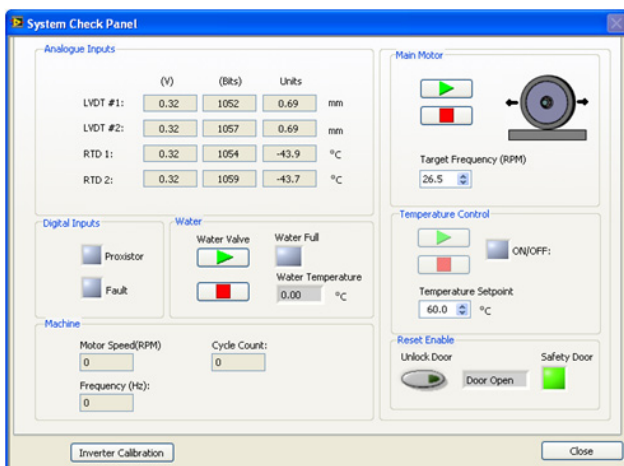 System Check Panel
Analogue Inputs
(V) (Bits) Units
LVDT #1: 0.32 1052 0.69 mm
LVDT #2: 0.32 1057 0.69 mm
RTD 1: 0.32 1054 -43.9 °C
RTD 2: 0.32 1059 -43.7 °C
Digital Inputs
Proxistor
Fault
Water
Water Valve
Water Full
Water Temperature
0.00 °C
Machine
Motor Speed(RPM) Cycle Count:
0 0
Frequency (Hz):
0
Main Motor
Target Frequency (RPM)
26.5
Temperature Control
ON/OFF:
Temperature Setpoint
60.0 °C
Reset Enable
Unlock Door Safety Door
Door Open
Inverter Calibration
Close